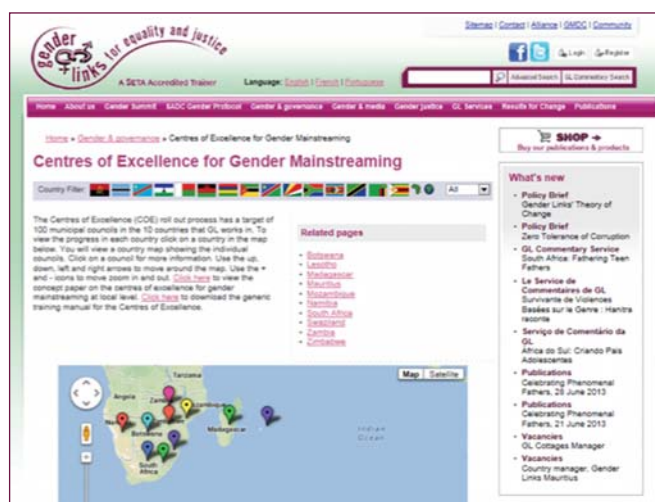 Sitemap | Contact | Alliance | GMDC | Community
gender links for equality and justice
Login Register
A SETA Accredited Trainer
Language: English | French | Portuguese
Advanced Search GL Commentary Search
Home About us Gender Summit SADC Gender Protocol Gender & governance Gender & media Gender justice GL Services Results for Change Publications
Home » Gender & governance » Centres of Excellence for Gender Mainstreaming
Centres of Excellence for Gender Mainstreaming
Country Filter: All
The Centres of Excellence (COE) roll out process has a target of
100 municipal councils in the 10 countries that GL works in. To
view the progress in each country click on a country in the map
below. You will view a country map showing the individual
councils. Click on a council for more information. Use the up,
down, left and right arrows to move around the map. Use the +
and - icons to move zoom in and out. Click here to view the
concept paper on the centres of excellence for gender
mainstreaming at local level. Click here to download the generic
training manual for the Centres of Excellence.
Related pages
Botswana
Lesotho
Madagascar
Mauritius
Mozambique
Namibia
South Africa
Swaziland
Zambia
Zimbabwe
SHOP
Buy our publications & products
What's new
Policy Brief
Gender Links' Theory of
Change
Policy Brief
Zero Tolerance of Corruption
GL Commentary Service
South Africa: Fathering Teen
Fathers
Le Service de
Commentaires de GL
Survivante de Violences
Basées sur le Genre : Hanitra
raconte
Serviço de Comentário da
GL
Africa do Sul: Criando Pais
Adolescentes
Publications
Celebrating Phenomenal
Fathers, 28 June 2013
Publications
Celebrating Phenomenal
Fathers, 21 June 2013
Vacancies
GL Cottages Manager
Vacancies
Country manager, Gender
Links Mauritius
Map Satellite
Tanzania
Angola
Botswana
Madagascar
South
Africa
Indian
Ocean